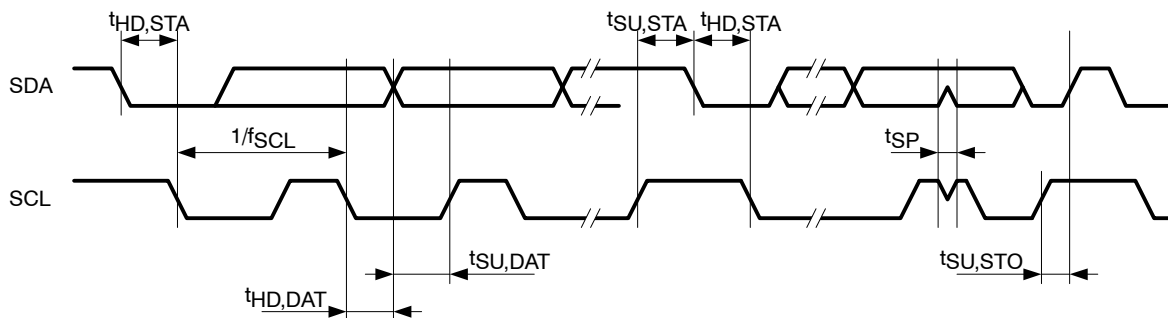 tHD,STA
tSU,STA
tHD,STA
SDA
1/fSCL
tSP
SCL
tSU,DAT
tSU,STO
tHD,DAT